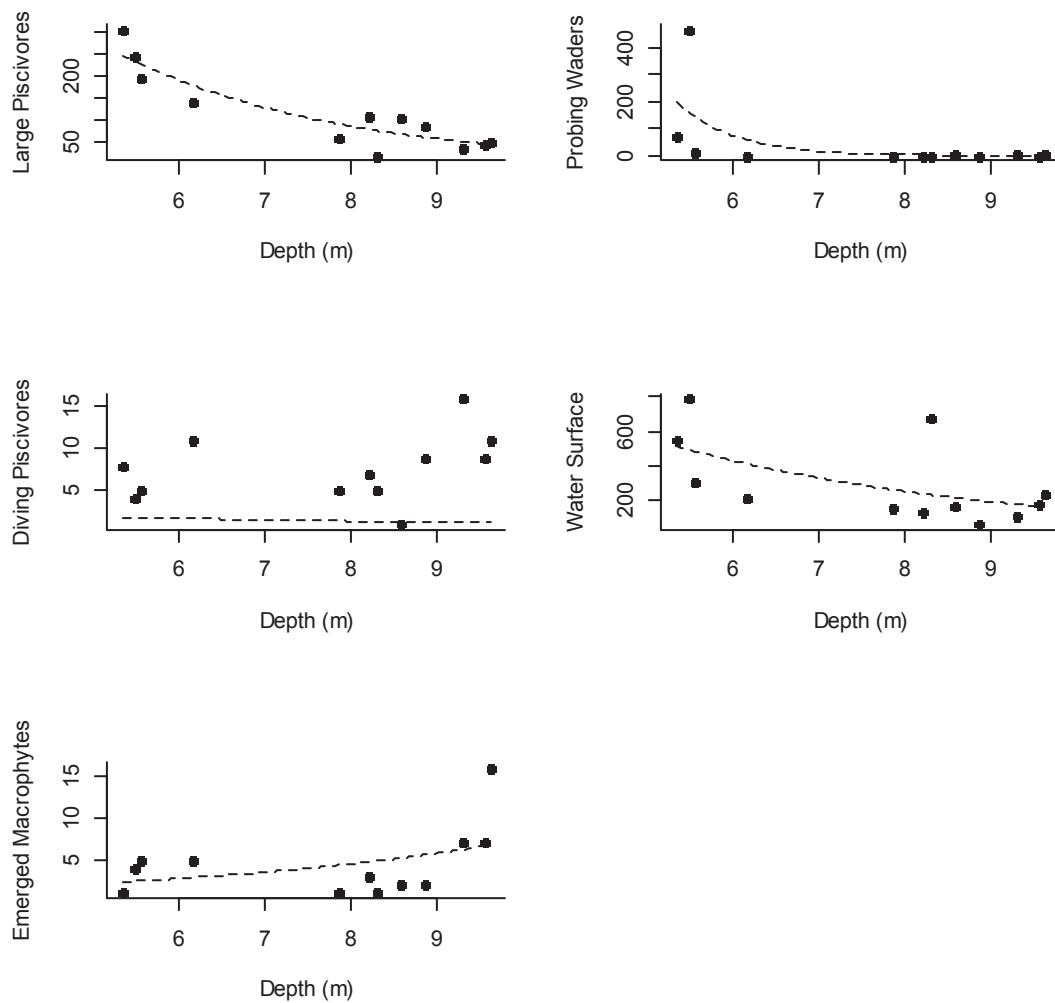 Large Piscivores
50
200
6 7 8 9
Depth (m)
Probing Waders
0
200
400
6 7 8 9
Depth (m)
Diving Piscivores
5
10
15
6 7 8 9
Depth (m)
Water Surface
200
600
6 7 8 9
Depth (m)
Emerged Macrophytes
5
10
15
6 7 8 9
Depth (m)